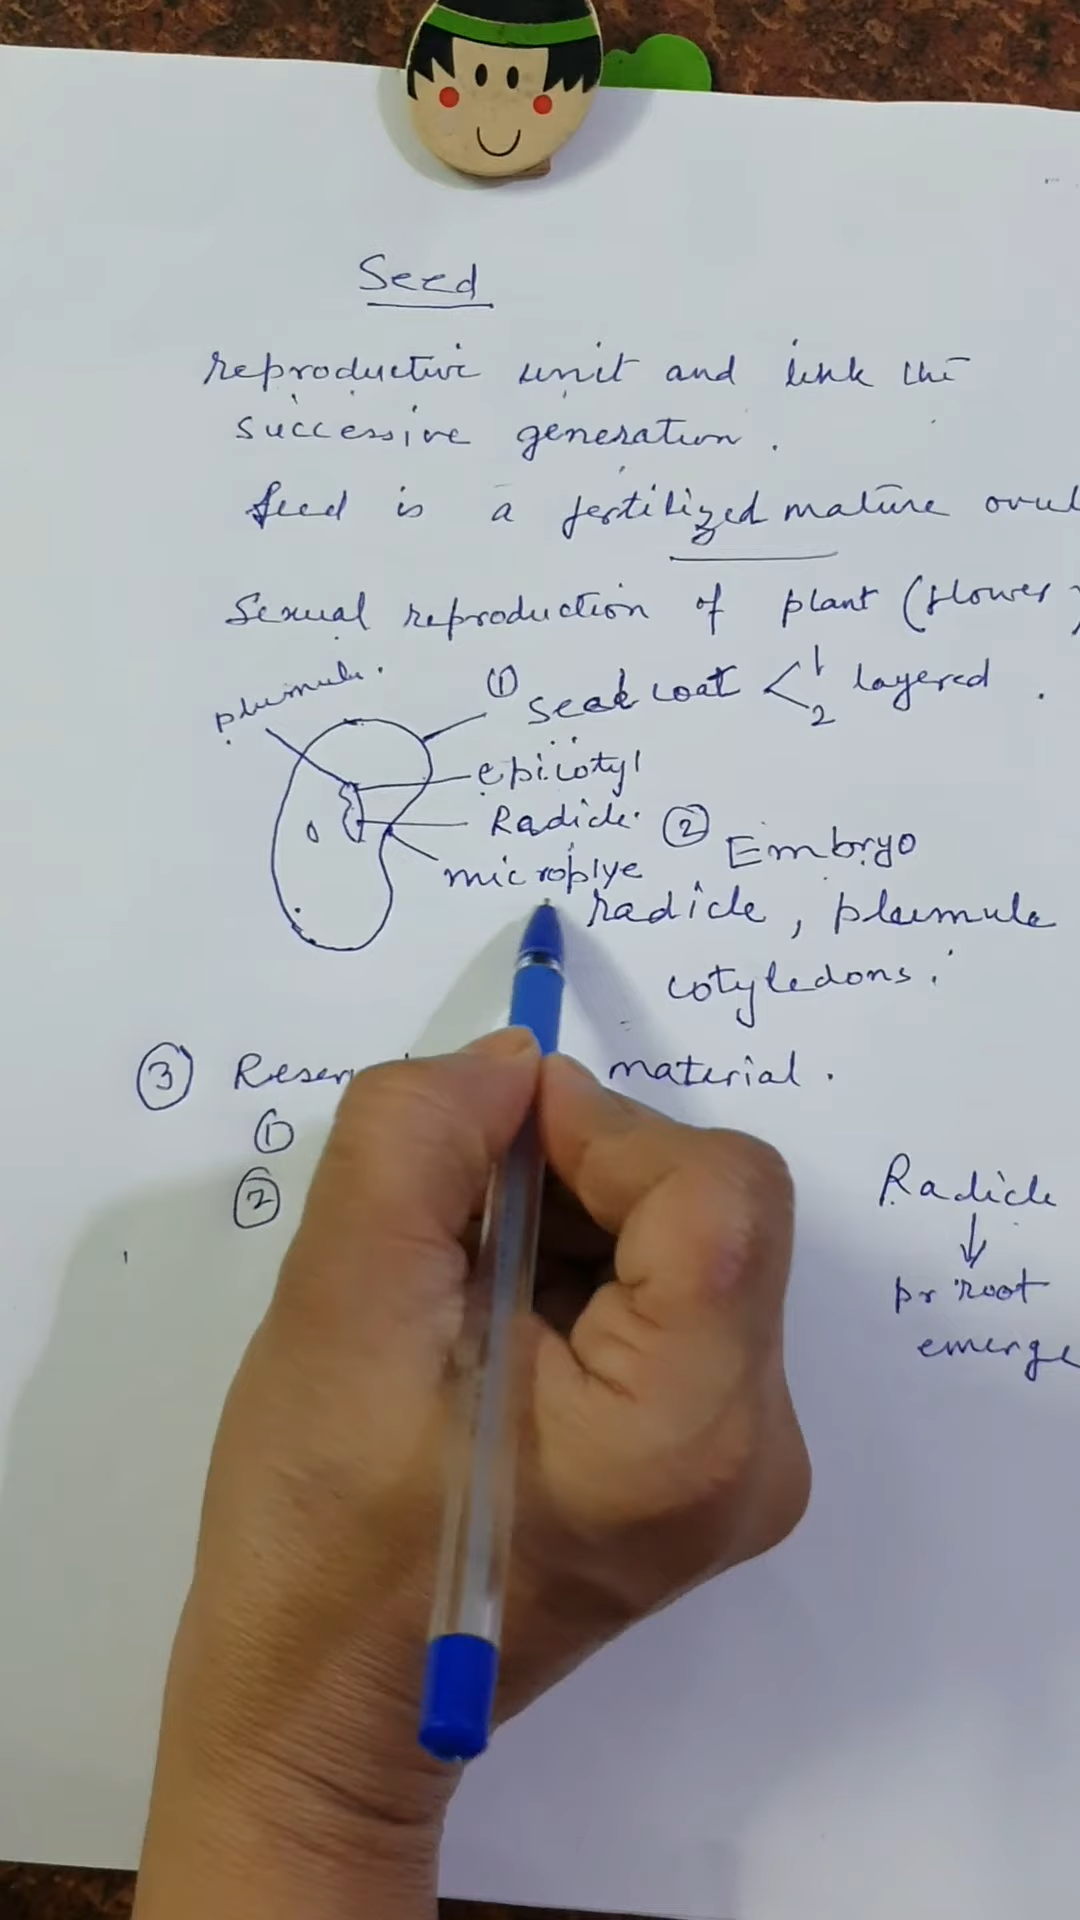 Seed
reproductive unit and link the
successive generation.
Seed is a fertilized mature ovul
Sexual reproduction of plant (flower)
plumule.
① Seed coat < 1 2 layered.
epicotyl
Radicle.
② Embryo
microplye
radicle, plumule
cotyledons.
③ Reser material.
①
②
Radicle
↓
pr root
emerge